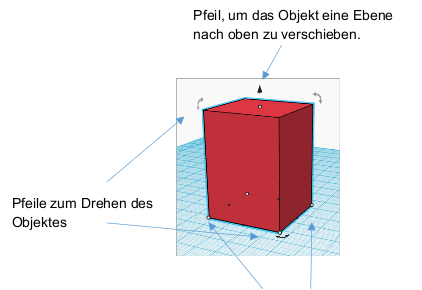 Pfeil, um das Objekt eine Ebene
nach oben zu verschieben.
Pfeile zum Drehen des
Objektes